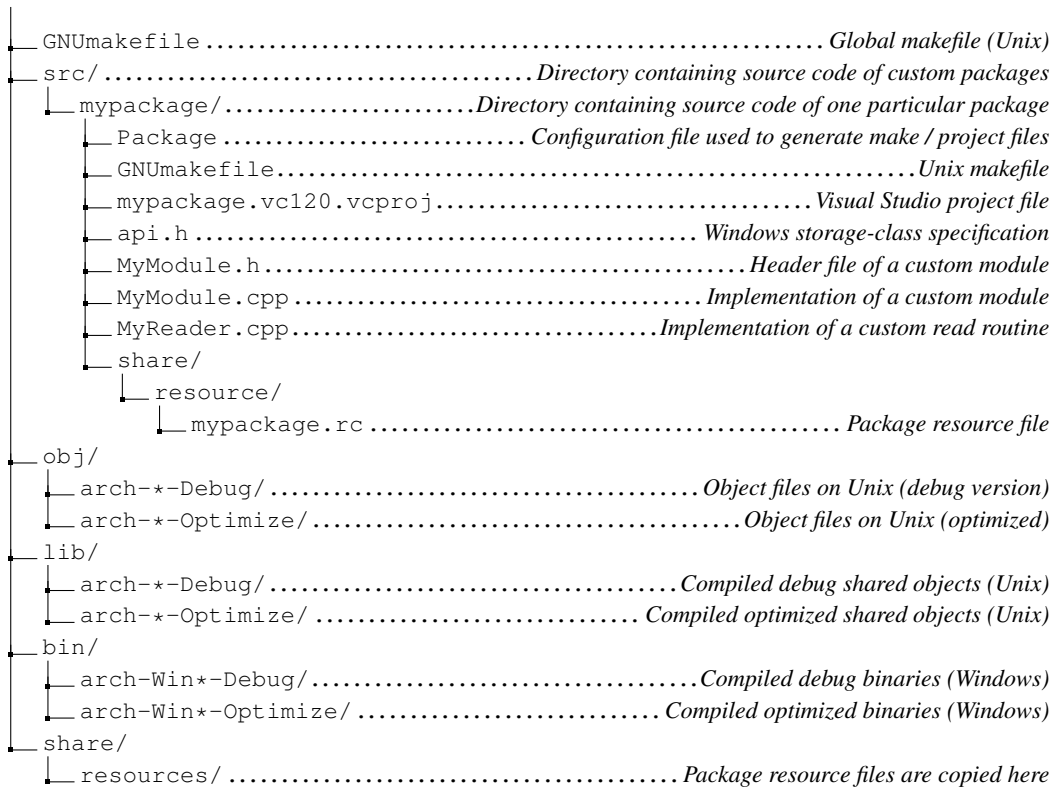 GNUmakefile ........................................................ Global makefile (Unix)
src/ ....................................... Directory containing source code of custom packages
mypackage/ ....................... Directory containing source code of one particular package
Package ....................... Configuration file used to generate make / project files
GNUmakefile ........................................................... Unix makefile
mypackage.vc120.vcproj .................................. Visual Studio project file
api.h ............................................... Windows storage-class specification
MyModule.h ............................................ Header file of a custom module
MyModule.cpp ..................................... Implementation of a custom module
MyReader.cpp ................................. Implementation of a custom read routine
share/
resource/
mypackage.rc .......................................... Package resource file
obj/
arch-*-Debug/ ....................................... Object files on Unix (debug version)
arch-*-Optimize/ ....................................... Object files on Unix (optimized)
lib/
arch-*-Debug/ ..................................... Compiled debug shared objects (Unix)
arch-*-Optimize/ ............................. Compiled optimized shared objects (Unix)
bin/
arch-Win*-Debug/ ................................... Compiled debug binaries (Windows)
arch-Win*-Optimize/ ........................... Compiled optimized binaries (Windows)
share/
resources/ ........................................... Package resource files are copied here